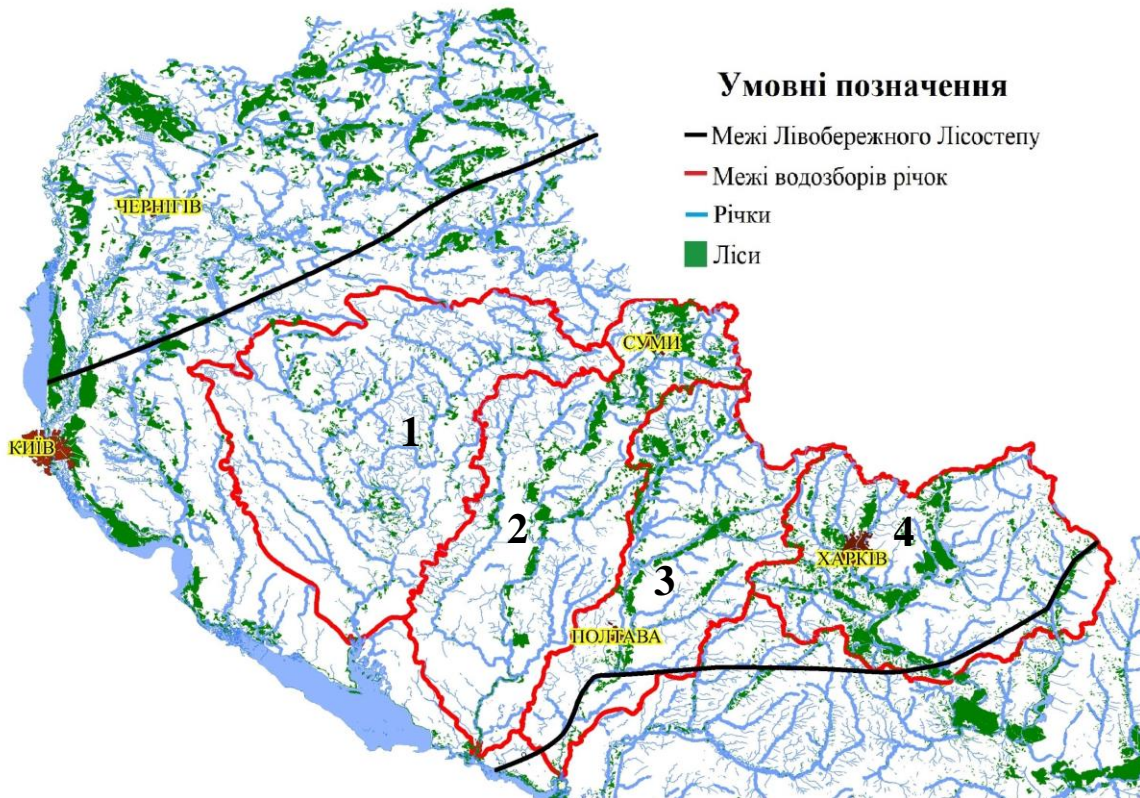 Умовні позначення
Межі Лівобережного Лісостепу
Межі водозборів річок
Річки
Ліси
ЧЕРНІГІВ
СУМИ
КИЇВ
1
2
3
4
ХАРКІВ
ПОЛТАВА